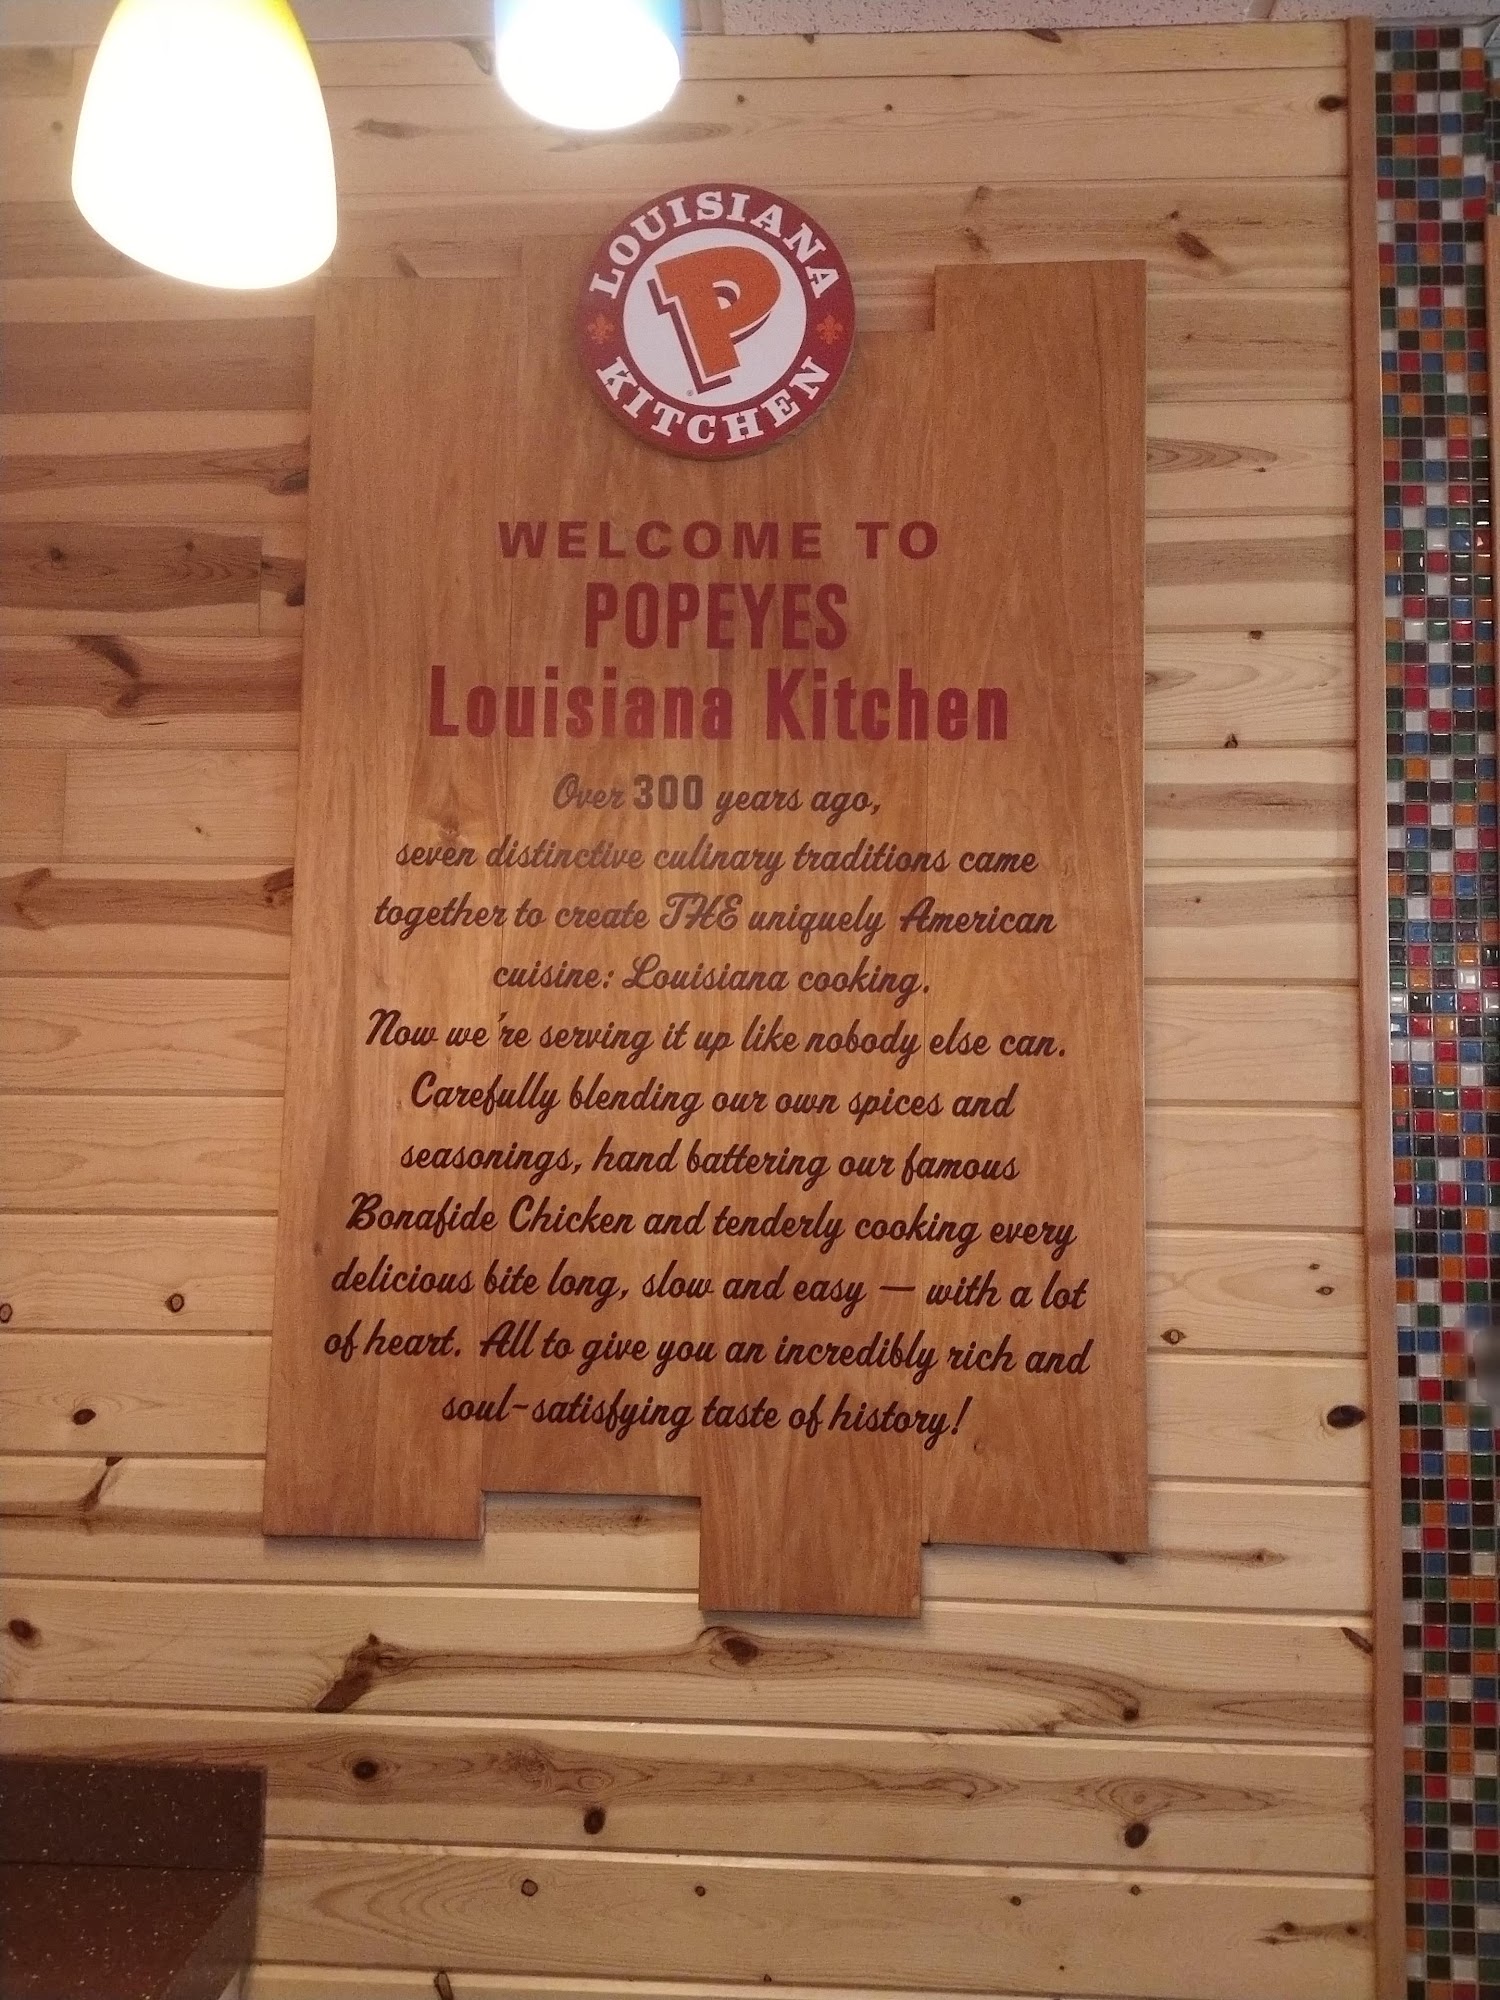 LOUISIANA
P
KITCHEN
WELCOME TO
POPEYES
Louisiana Kitchen
Over 300 years ago,
seven distinctive culinary traditions came
together to create THE uniquely American
cuisine: Louisiana cooking.
Now we're serving it up like nobody else can.
Carefully blending our own spices and
seasonings, hand battering our famous
Bonafide Chicken and tenderly cooking every
delicious bite long, slow and easy — with a lot
of heart. All to give you an incredibly rich and
soul-satisfying taste of history!